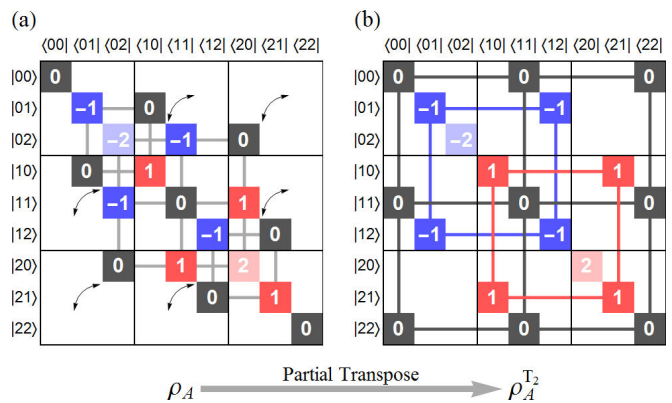 (a) (b)
⟨00| ⟨01| ⟨02| ⟨10| ⟨11| ⟨12| ⟨20| ⟨21| ⟨22| ⟨00| ⟨01| ⟨02| ⟨10| ⟨11| ⟨12| ⟨20| ⟨21| ⟨22|
|00⟩ 0 |00⟩ 0 0 0
|01⟩ −1 0 |01⟩ −1 −1
|02⟩ −2 −1 0 |02⟩ −2
|10⟩ 0 1 |10⟩ 1 1
|11⟩ −1 0 1 |11⟩ 0 0 0
|12⟩ −1 0 |12⟩ −1 −1
|20⟩ 0 1 2 |20⟩ 2
|21⟩ 0 1 |21⟩ 1 1
|22⟩ 0 |22⟩ 0 0 0
Partial Transpose
ρ_A ρ_A^{T_2}